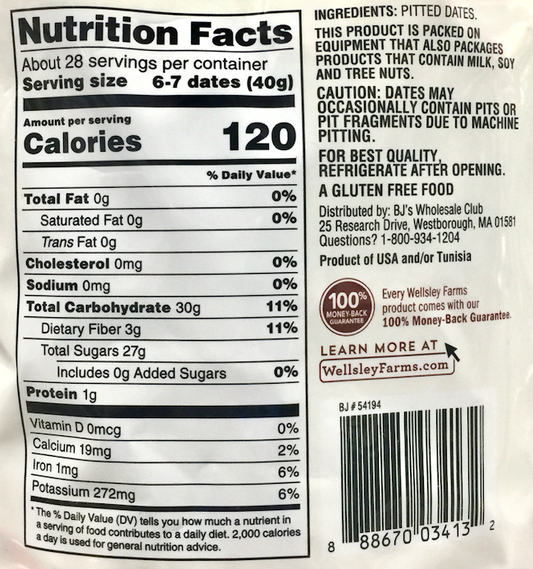 Nutrition Facts
About 28 servings per container
Serving size 6-7 dates (40g)
Amount per serving
Calories 120
% Daily Value*
Total Fat 0g 0%
Saturated Fat 0g 0%
Trans Fat 0g
Cholesterol 0mg 0%
Sodium 0mg 0%
Total Carbohydrate 30g 11%
Dietary Fiber 3g 11%
Total Sugars 27g
Includes 0g Added Sugars 0%
Protein 1g
Vitamin D 0mcg 0%
Calcium 19mg 2%
Iron 1mg 6%
Potassium 272mg 6%
* The % Daily Value (DV) tells you how much a nutrient in
a serving of food contributes to a daily diet. 2,000 calories
a day is used for general nutrition advice.
INGREDIENTS: PITTED DATES.
THIS PRODUCT IS PACKED ON
EQUIPMENT THAT ALSO PACKAGES
PRODUCTS THAT CONTAIN MILK, SOY
AND TREE NUTS.
CAUTION: DATES MAY
OCCASIONALLY CONTAIN PITS OR
PIT FRAGMENTS DUE TO MACHINE
PITTING.
FOR BEST QUALITY,
REFRIGERATE AFTER OPENING.
A GLUTEN FREE FOOD
Distributed by: BJ's Wholesale Club
25 Research Drive, Westborough, MA 01581
Questions? 1-800-934-1204
Product of USA and/or Tunisia
100%
MONEY-BACK
GUARANTEE
Every Wellsley Farms
product comes with our
100% Money-Back Guarantee.
LEARN MORE AT
WellsleyFarms.com
BJ# 54194
8 88670 03413 2